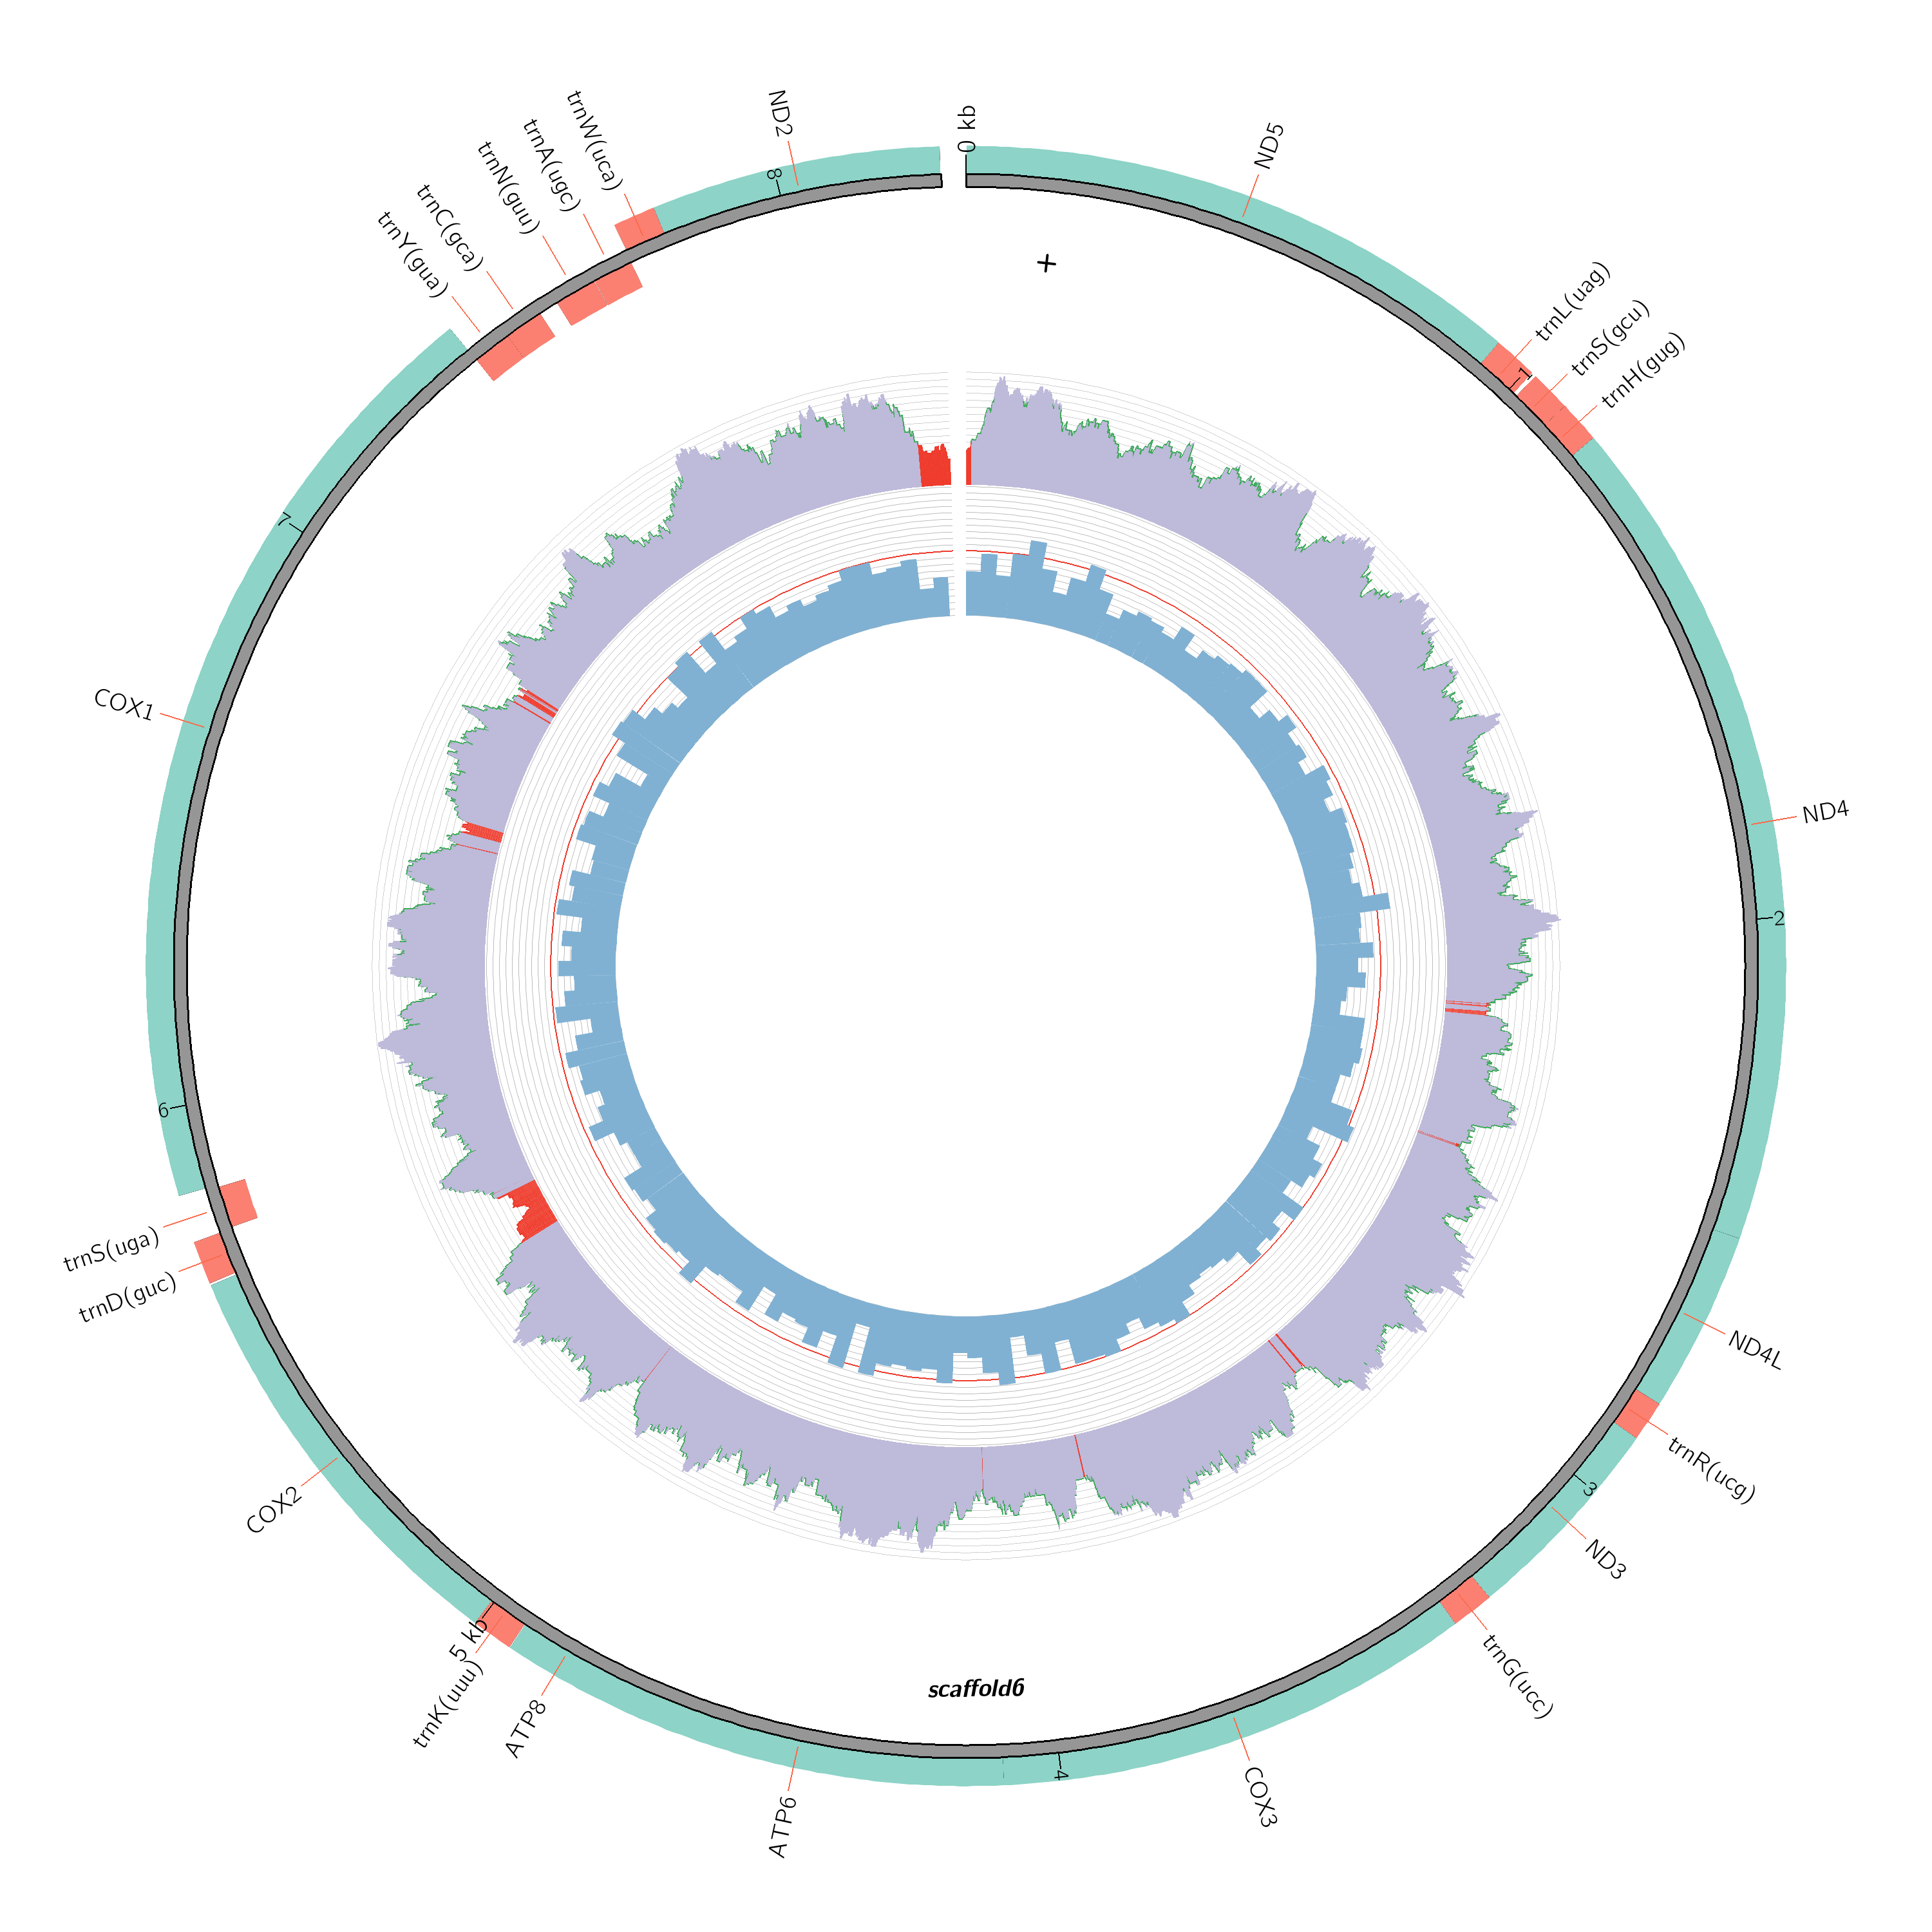 0 kb
ND5
trnL(uag)
1
trnS(gcu)
trnH(gug)
ND4
2
ND4L
trnR(ucg)
3
ND3
trnG(ucc)
COX3
4
ATP6
ATP8
5 kb
trnK(uuu)
COX2
trnD(guc)
trnS(uga)
6
COX1
7
trnY(gua)
trnC(gca)
trnN(guu)
trnA(ugc)
trnW(uca)
8
ND2
+
scaffold6